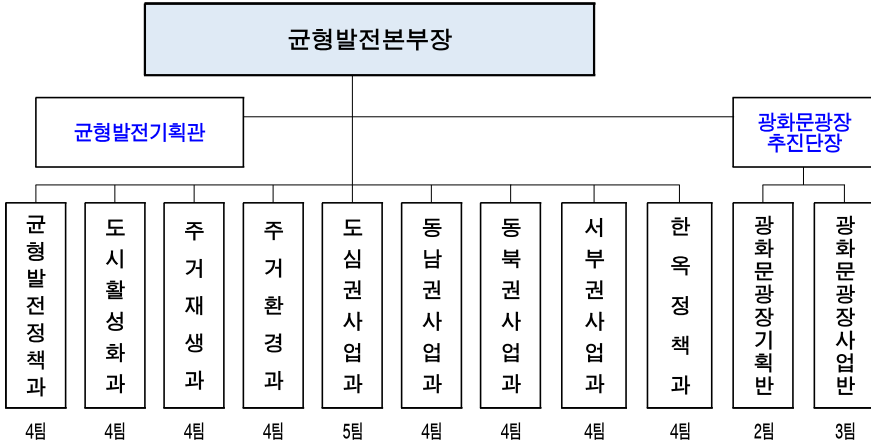 균형발전본부장
균형발전기획관
광화문광장
추진단장
균형발전정책과
도시활성화과
주거재생과
주거환경과
도심권사업과
동남권사업과
동북권사업과
서부권사업과
한옥정책과
광화문광장기획반
광화문광장사업반
4팀
4팀
4팀
4팀
5팀
4팀
4팀
4팀
4팀
2팀
3팀